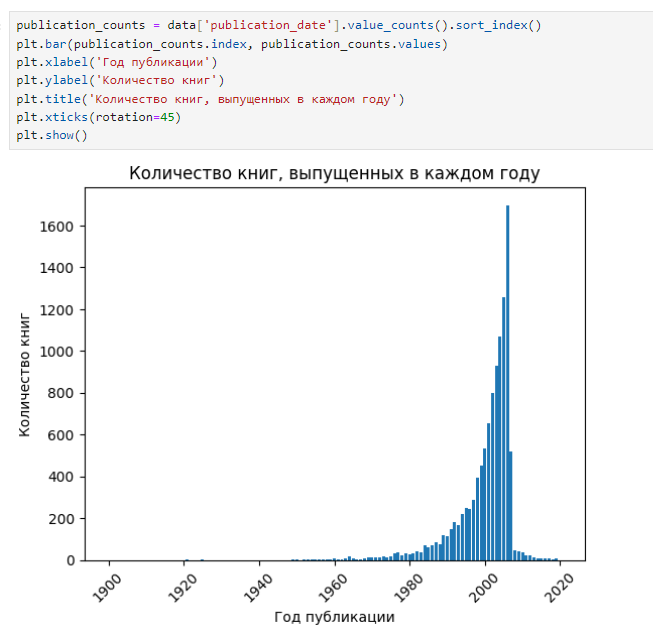 publication_counts = data['publication_date'].value_counts().sort_index()
plt.bar(publication_counts.index, publication_counts.values)
plt.xlabel('Год публикации')
plt.ylabel('Количество книг')
plt.title('Количество книг, выпущенных в каждом году')
plt.xticks(rotation=45)
plt.show()
Количество книг, выпущенных в каждом году
1600
1400
1200
1000
800
600
400
200
0
Количество книг
1900 1920 1940 1960 1980 2000 2020
Год публикации